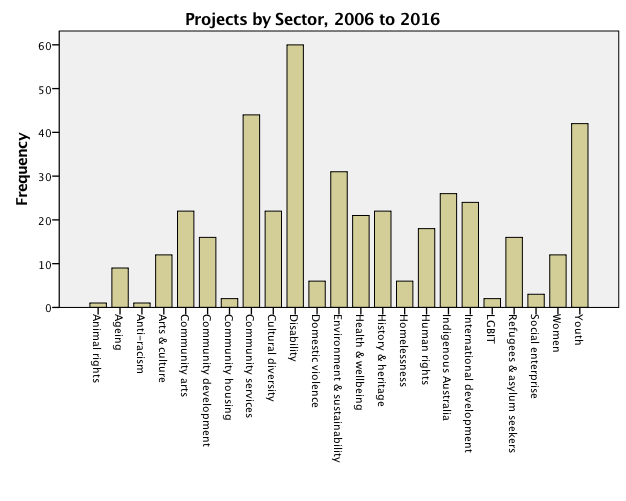 Projects by Sector, 2006 to 2016
Frequency
60
50
40
30
20
10
0
Animal rights
Ageing
Anti-racism
Arts & culture
Community arts
Community development
Community housing
Community services
Cultural diversity
Disability
Domestic violence
Environment & sustainability
Health & wellbeing
History & heritage
Homelessness
Human rights
Indigenous Australia
International development
LGBIT
Refugees & asylum seekers
Social enterprise
Women
Youth